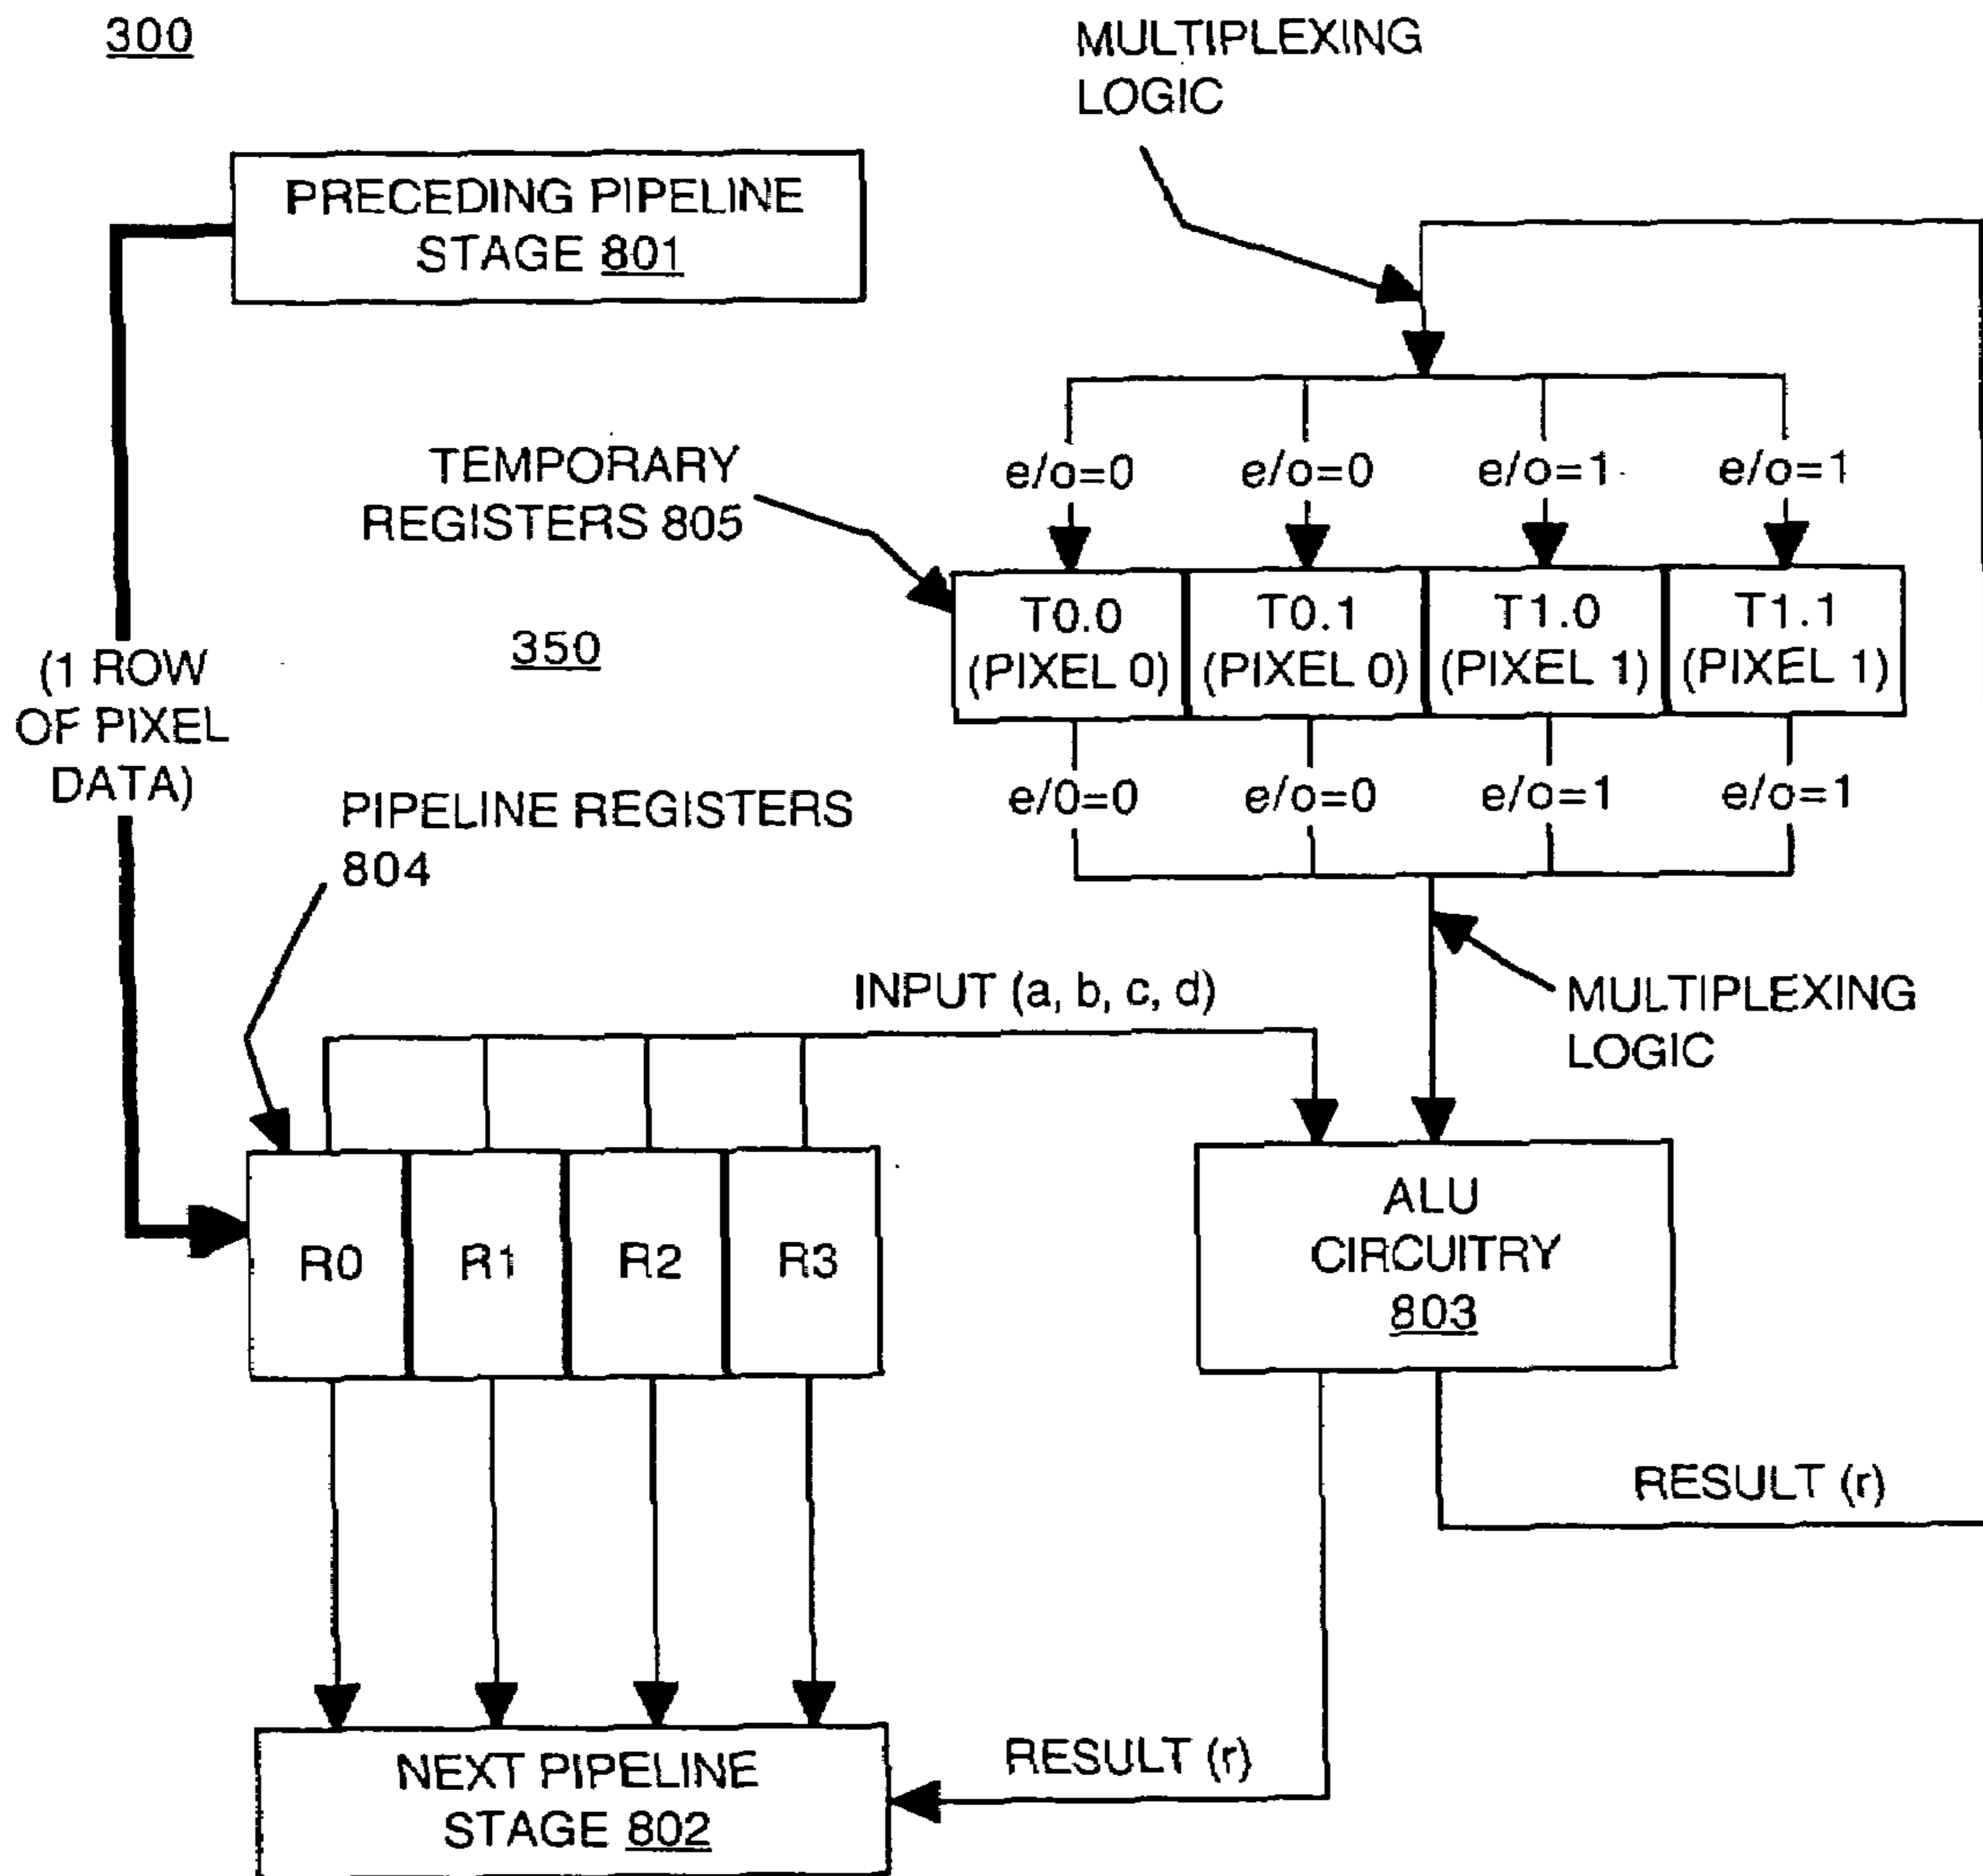 300
MULTIPLEXING
LOGIC
PRECEDING PIPELINE
STAGE 801
TEMPORARY
REGISTERS 805
e/o=0
e/o=0
e/o=1
e/o=1
T0.0
(PIXEL 0)
T0.1
(PIXEL 0)
T1.0
(PIXEL 1)
T1.1
(PIXEL 1)
350
(1 ROW
OF PIXEL
DATA)
e/0=0
e/o=0
e/o=1
e/o=1
PIPELINE REGISTERS
804
INPUT (a, b, c, d)
MULTIPLEXING
LOGIC
R0
R1
R2
R3
ALU
CIRCUITRY
803
RESULT (r)
RESULT (r)
NEXT PIPELINE
STAGE 802